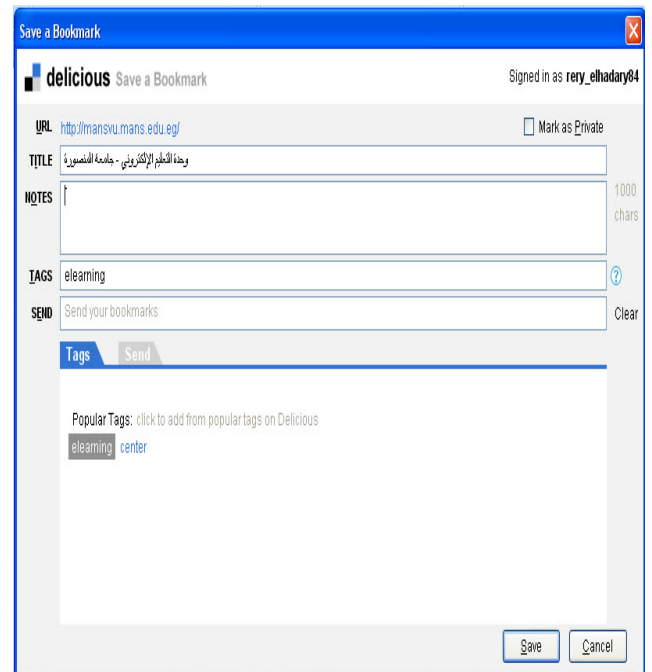 Save a Bookmark
delicious Save a Bookmark
Signed in as rery_elhadary84
URL http://mansvu.mans.edu.eg/
Mark as Private
TITLE وحدة التعليم الإلكتروني - جامعة المنصورة
NOTES
1000
chars
TAGS elearning
SEND Send your bookmarks
Clear
Tags Send
Popular Tags: click to add from popular tags on Delicious
elearning center
Save Cancel